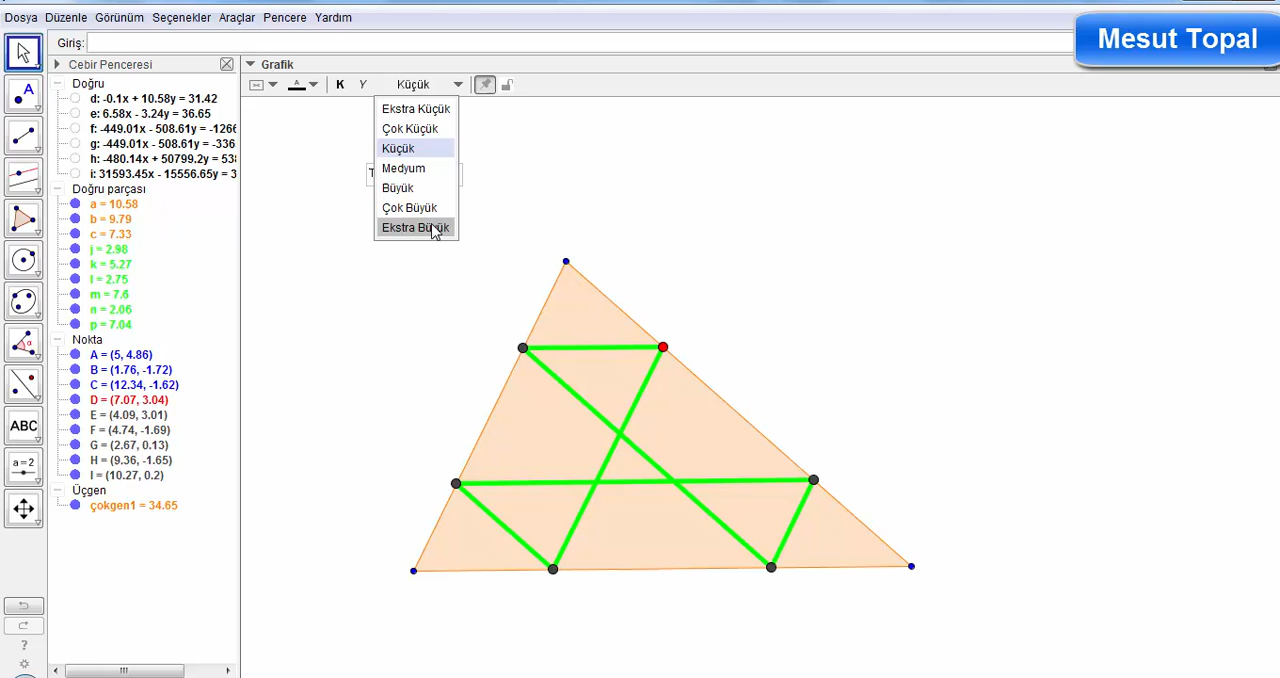 Dosya Düzenle Görünüm Seçenekler Araçlar Pencere Yardım
Mesut Topal
Giriş:
Cebir Penceresi
Grafik
K Y Küçük
Doğru
d: -0.1x + 10.58y = 31.42
e: 6.58x - 3.24y = 36.65
f: -449.01x - 508.61y = -1266
g: -449.01x - 508.61y = -336
h: -480.14x + 50799.2y = 538
i: 31593.45x - 15556.65y = 3
Doğru parçası
a = 10.58
b = 9.79
c = 7.33
j = 2.98
k = 5.27
l = 2.75
m = 7.6
n = 2.06
p = 7.04
Nokta
A = (5, 4.86)
B = (1.76, -1.72)
C = (12.34, -1.62)
D = (7.07, 3.04)
E = (4.09, 3.01)
F = (4.74, -1.69)
G = (2.67, 0.13)
H = (9.36, -1.65)
I = (10.27, 0.2)
Üçgen
çokgen1 = 34.65
Ekstra Küçük
Çok Küçük
Küçük
Medyum
Büyük
Çok Büyük
Ekstra Büyük
T
A
ABC
a=2